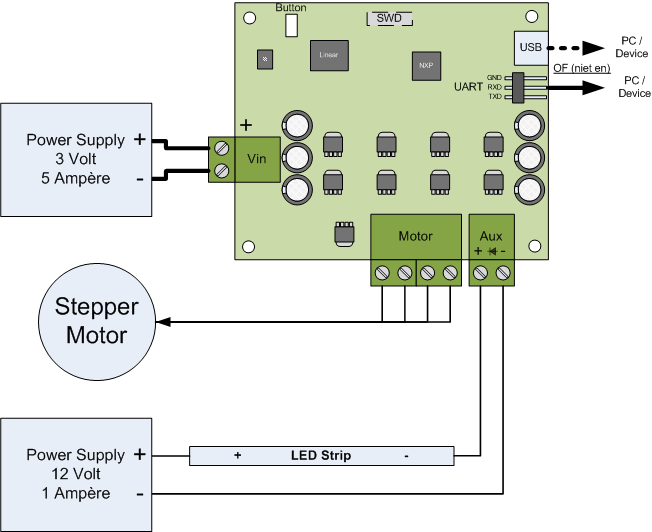 Button
SWD
Linear
NXP
USB
PC /
Device
OF (niet en)
UART
GND
RXD
TXD
PC /
Device
Power Supply
3 Volt
5 Ampère
+
-
+
Vin
Motor
Aux
+ -
Stepper
Motor
Power Supply
12 Volt
1 Ampère
+
-
+ LED Strip -